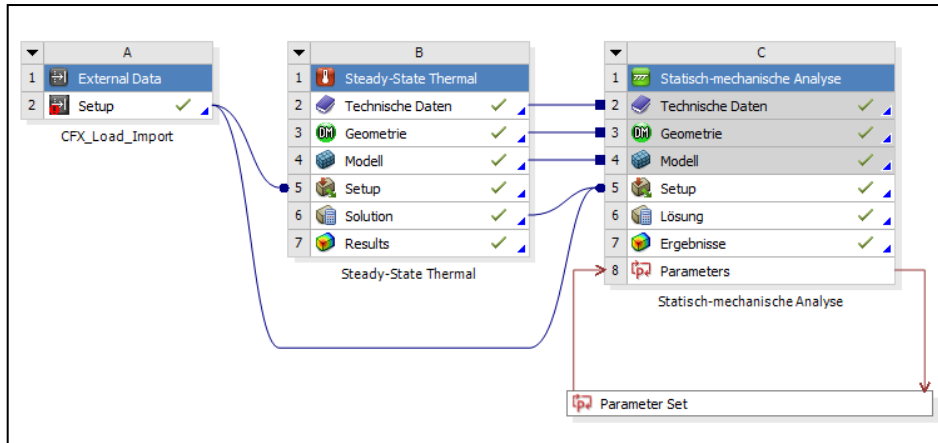 A
1 External Data
2 Setup
CFX_Load_Import
B
1 Steady-State Thermal
2 Technische Daten
3 Geometrie
4 Modell
5 Setup
6 Solution
7 Results
Steady-State Thermal
C
1 Statisch-mechanische Analyse
2 Technische Daten
3 Geometrie
4 Modell
5 Setup
6 Lösung
7 Ergebnisse
8 Parameters
Statisch-mechanische Analyse
Parameter Set